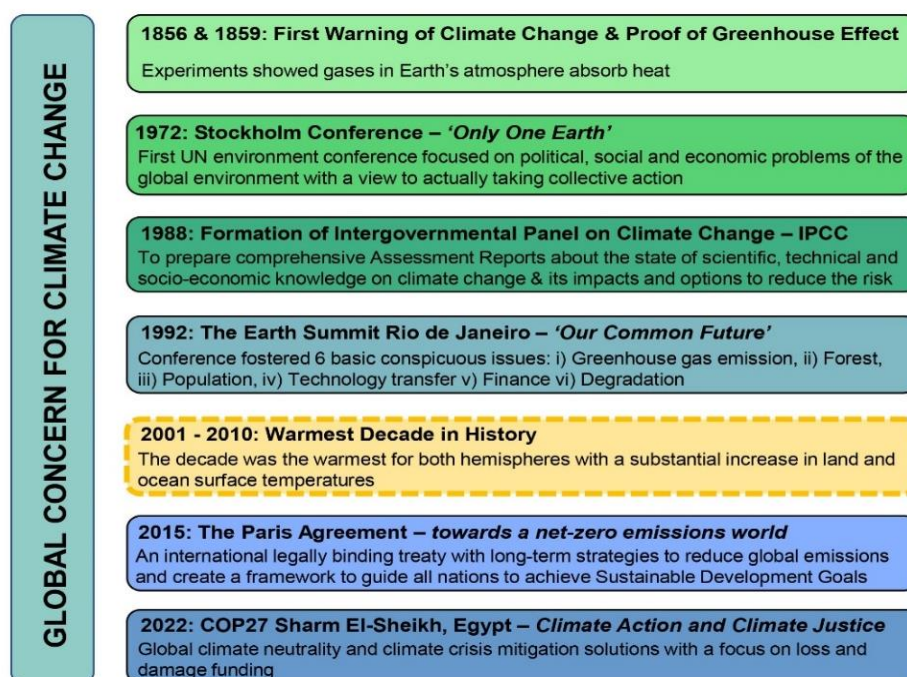 GLOBAL CONCERN FOR CLIMATE CHANGE
1856 & 1859: First Warning of Climate Change & Proof of Greenhouse Effect
Experiments showed gases in Earth's atmosphere absorb heat
1972: Stockholm Conference – 'Only One Earth'
First UN environment conference focused on political, social and economic problems of the
global environment with a view to actually taking collective action
1988: Formation of Intergovernmental Panel on Climate Change – IPCC
To prepare comprehensive Assessment Reports about the state of scientific, technical and
socio-economic knowledge on climate change & its impacts and options to reduce the risk
1992: The Earth Summit Rio de Janeiro – 'Our Common Future'
Conference fostered 6 basic conspicuous issues: i) Greenhouse gas emission, ii) Forest,
iii) Population, iv) Technology transfer v) Finance vi) Degradation
2001 - 2010: Warmest Decade in History
The decade was the warmest for both hemispheres with a substantial increase in land and
ocean surface temperatures
2015: The Paris Agreement – towards a net-zero emissions world
An international legally binding treaty with long-term strategies to reduce global emissions
and create a framework to guide all nations to achieve Sustainable Development Goals
2022: COP27 Sharm El-Sheikh, Egypt – Climate Action and Climate Justice
Global climate neutrality and climate crisis mitigation solutions with a focus on loss and
damage funding